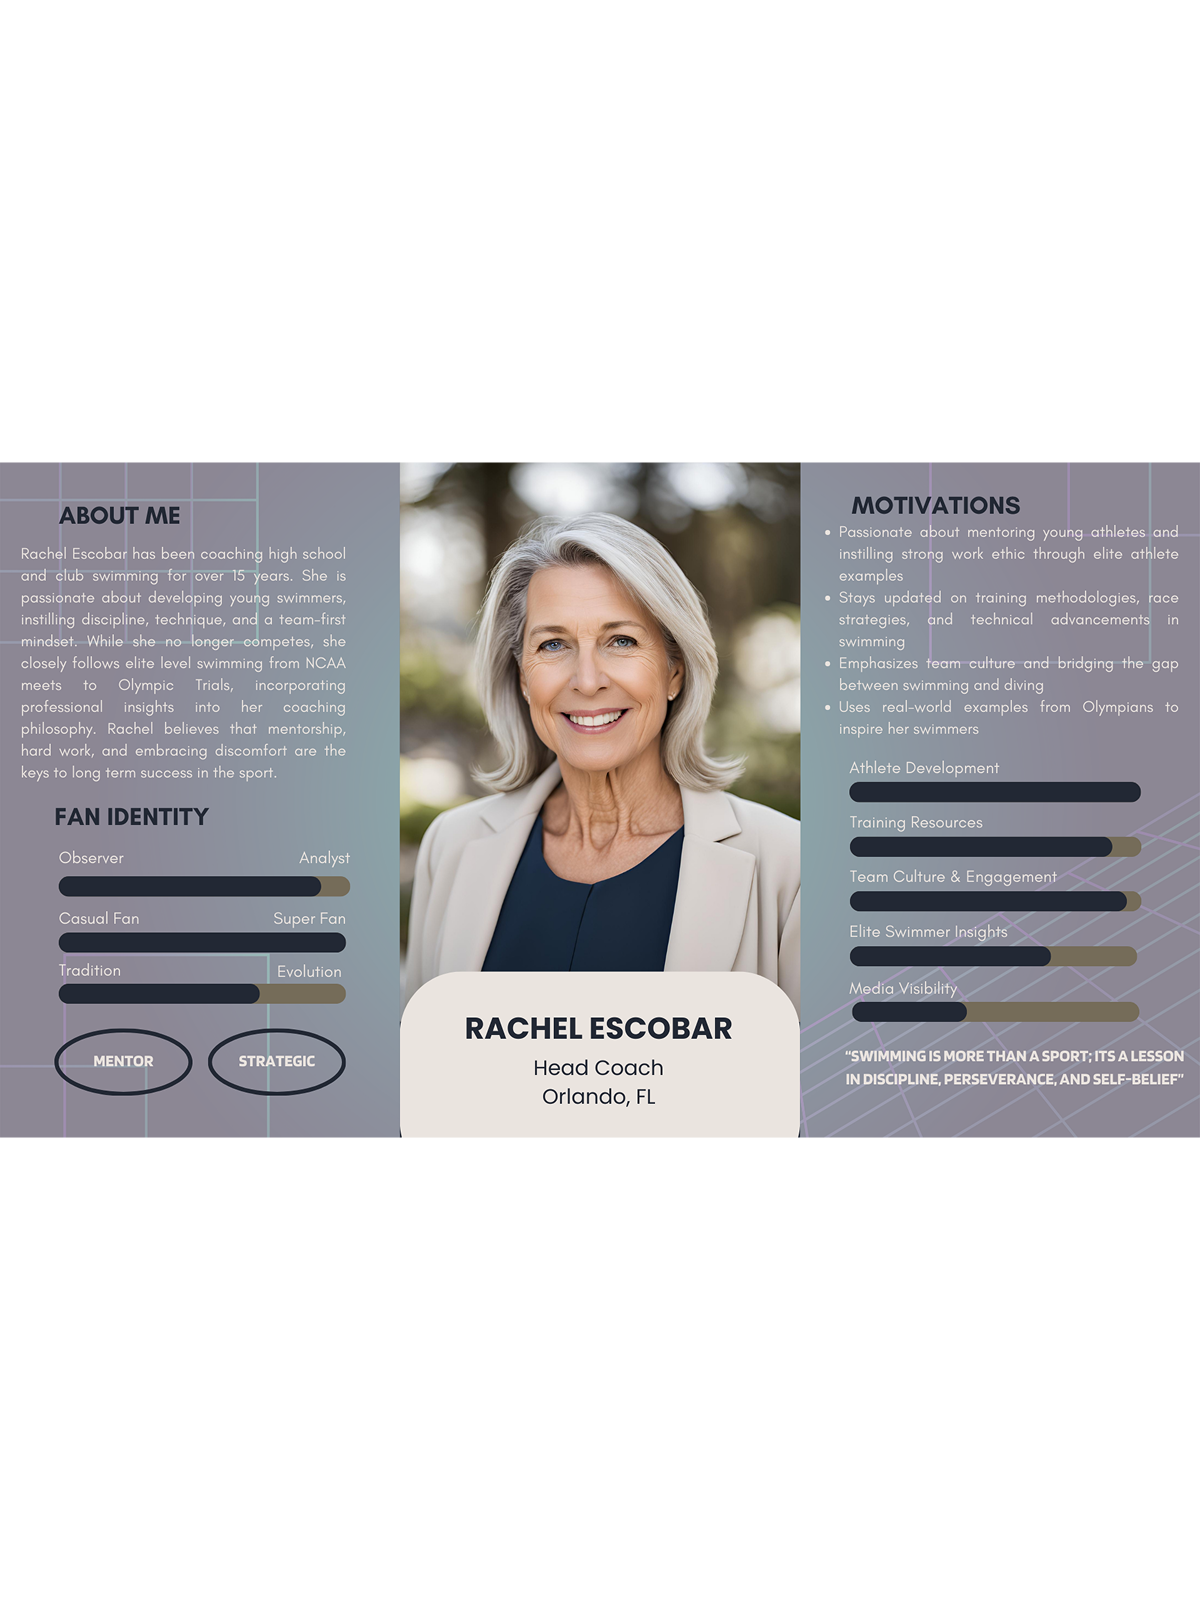 ABOUT ME
Rachel Escobar has been coaching high school
and club swimming for over 15 years. She is
passionate about developing young swimmers,
instilling discipline, technique, and a team-first
mindset. While she no longer competes, she
closely follows elite level swimming from NCAA
meets to Olympic Trials, incorporating
professional insights into her coaching
philosophy. Rachel believes that mentorship,
hard work, and embracing discomfort are the
keys to long term success in the sport.
FAN IDENTITY
Observer Analyst
Casual Fan Super Fan
Tradition Evolution
MENTOR STRATEGIC
RACHEL ESCOBAR
Head Coach
Orlando, FL
MOTIVATIONS
• Passionate about mentoring young athletes and
instilling strong work ethic through elite athlete
examples
• Stays updated on training methodologies, race
strategies, and technical advancements in
swimming
• Emphasizes team culture and bridging the gap
between swimming and diving
• Uses real-world examples from Olympians to
inspire her swimmers
Athlete Development
Training Resources
Team Culture & Engagement
Elite Swimmer Insights
Media Visibility
“SWIMMING IS MORE THAN A SPORT; ITS A LESSON
IN DISCIPLINE, PERSEVERANCE, AND SELF-BELIEF”